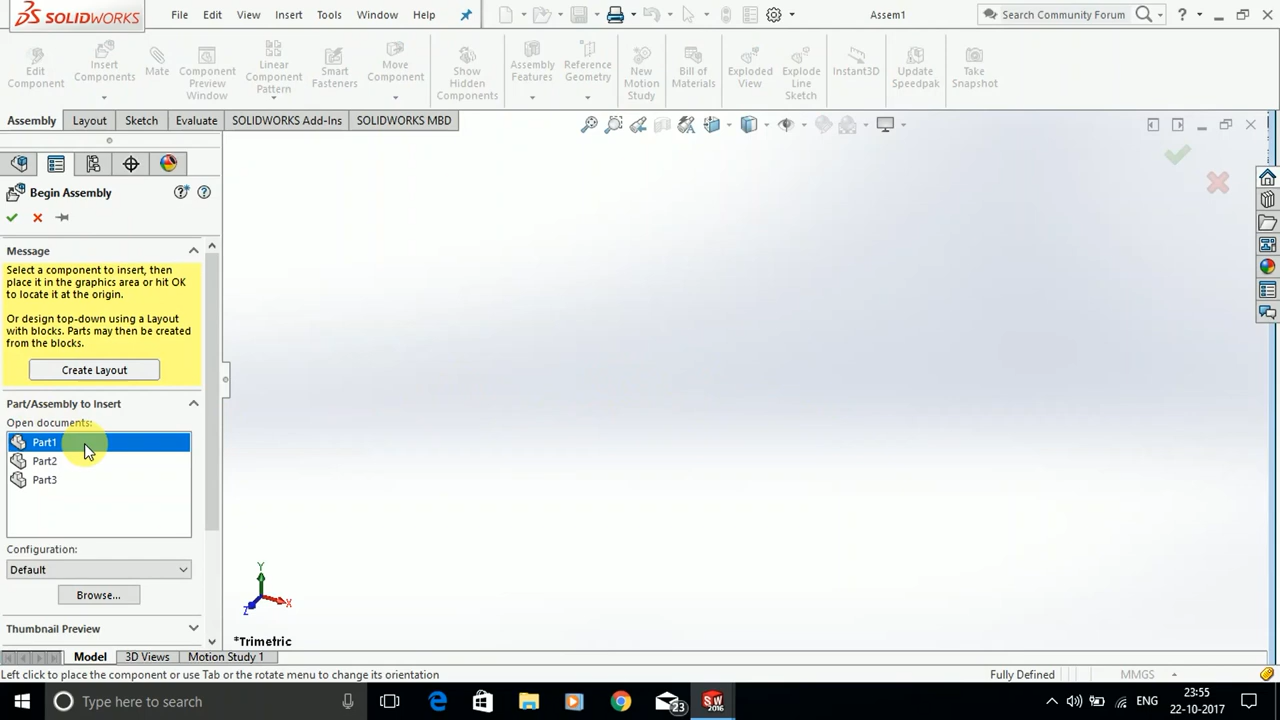 SOLIDWORKS
File
Edit
View
Insert
Tools
Window
Help
Assem1
Search Community Forum
?
Edit Component
Insert Components
Mate
Component Preview Window
Linear Component Pattern
Smart Fasteners
Move Component
Show Hidden Components
Assembly Features
Reference Geometry
New Motion Study
Bill of Materials
Exploded View
Explode Line Sketch
Instant3D
Update Speedpak
Take Snapshot
Assembly
Layout
Sketch
Evaluate
SOLIDWORKS Add-Ins
SOLIDWORKS MBD
Begin Assembly
Message
Select a component to insert, then
place it in the graphics area or hit OK
to locate it at the origin.
Or design top-down using a Layout
with blocks. Parts may then be created
from the blocks.
Create Layout
Part/Assembly to Insert
Open documents:
Part1
Part2
Part3
Configuration:
Default
Browse...
Thumbnail Preview
Y
Z
X
*Trimetric
Model
3D Views
Motion Study 1
Left click to place the component or use Tab or the rotate menu to change its orientation
Fully Defined
MMGS
Type here to search
23
SW
2016
ENG
23:55
22-10-2017